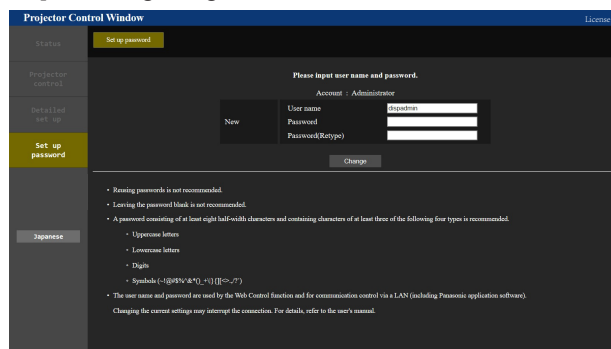 Projector Control Window
License
Status
Set up password
Projector
control
Please input user name and password.
Account : Administrator
Detailed
set up
New
User name
dispadmin
Password
Password(Retype)
Set up
password
Change
• Reusing passwords is not recommended.
• Leaving the password blank is not recommended.
• A password consisting of at least eight half-width characters and containing characters of at least three of the following four types is recommended.
• Uppercase letters
Japanese
• Lowercase letters
• Digits
• Symbols
• The user name and password are used by the Web Control function and for communication control via a LAN (including Panasonic application software).
Changing the current settings may interrupt the connection. For details, refer to the user's manual.